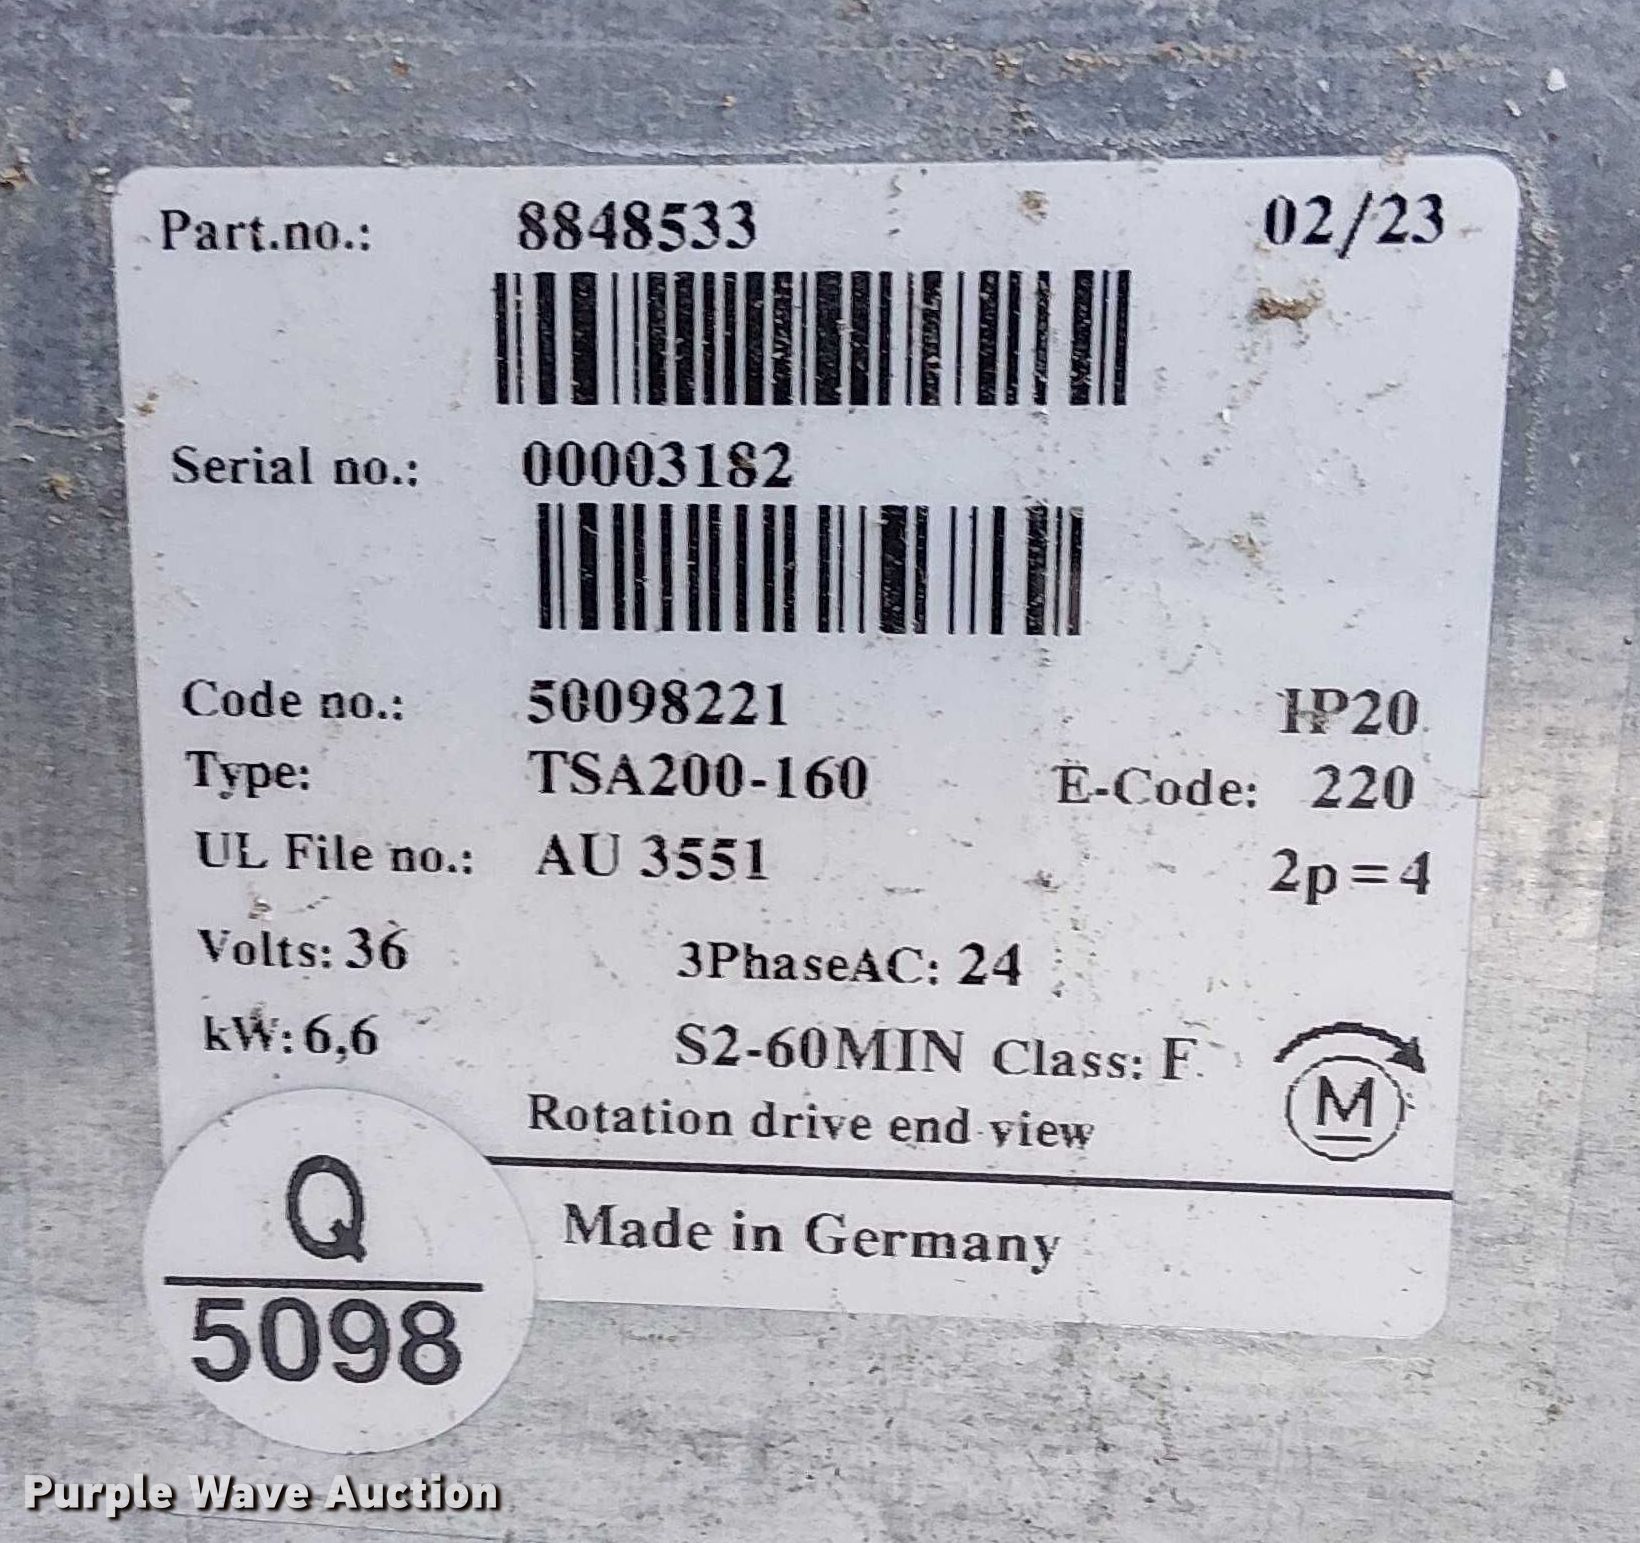 Part.no.: 8848533 02/23
Serial no.: 00003182
Code no.: 50098221 IP20
Type: TSA200-160 E-Code: 220
UL File no.: AU 3551 2p=4
Volts: 36 3PhaseAC: 24
kW: 6,6 S2-60MIN Class: F
M
Rotation drive end view
Made in Germany
Q
5098
Purple Wave Auction